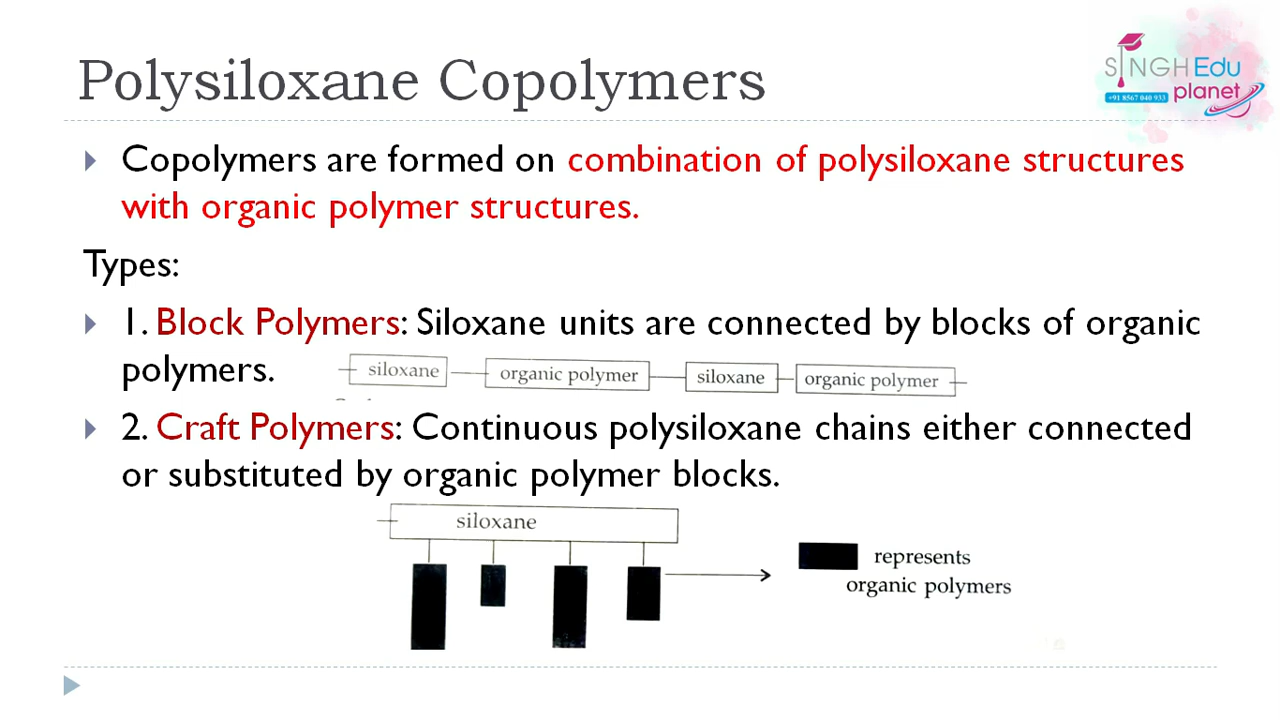 Polysiloxane Copolymers
SINGH Edu
planet
+91 8567 040 933
Copolymers are formed on combination of polysiloxane structures
with organic polymer structures.
Types:
1. Block Polymers: Siloxane units are connected by blocks of organic
polymers.
siloxane organic polymer siloxane organic polymer
2. Craft Polymers: Continuous polysiloxane chains either connected
or substituted by organic polymer blocks.
siloxane
represents
organic polymers